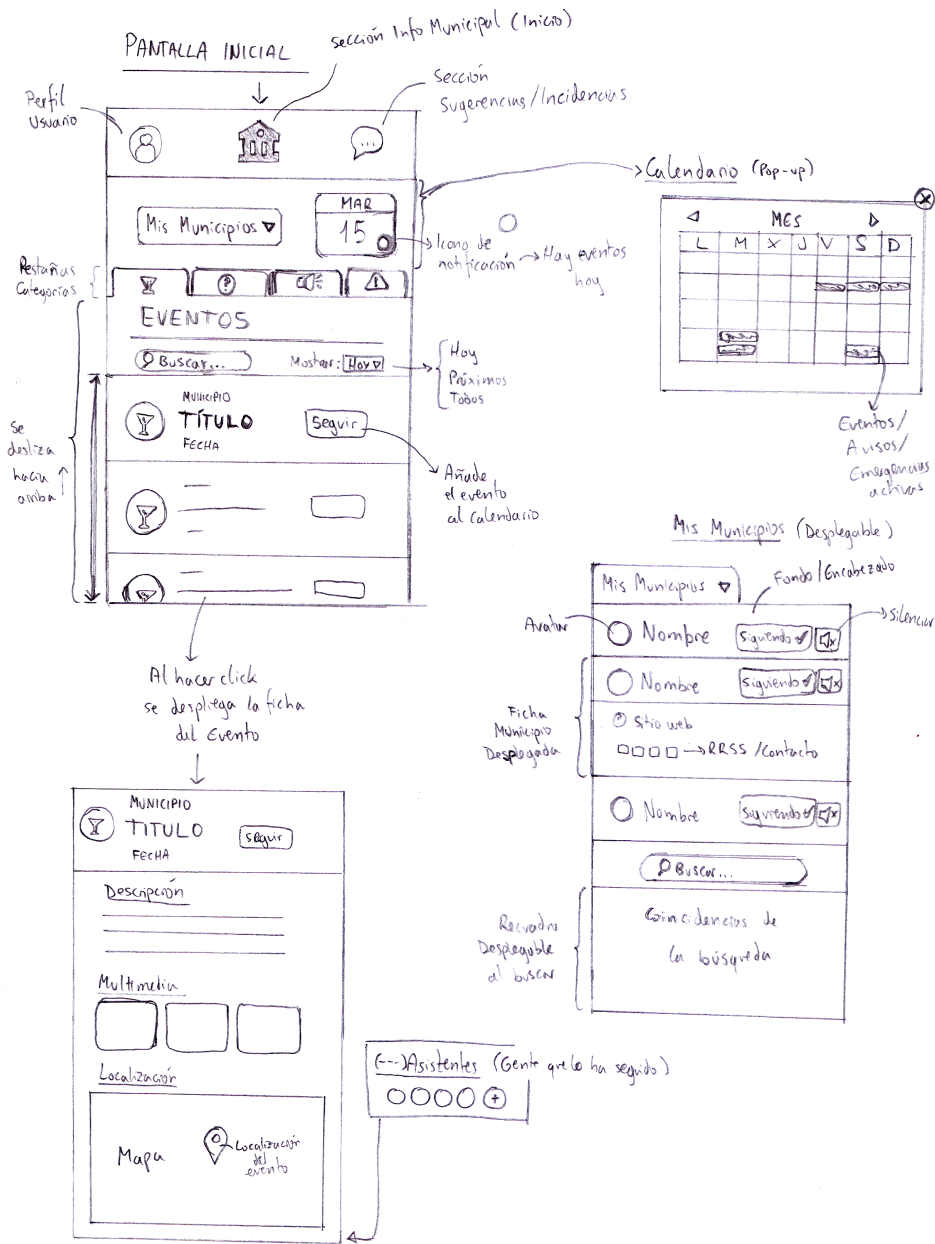 PANTALLA INICIAL
Sección Info Municipal (Inicio)
Sección
Sugerencias/Incidencias
Perfil
Usuario
Mis Municipios
MAR
15
Icono de
notificación
Hay eventos
hoy
Pestañas
Categorías
?
EVENTOS
Buscar...
Mostrar: Hoy
Hoy
Próximos
Todos
MUNICIPIO
TÍTULO
FECHA
Seguir
Se
desliza
hacia
arriba
Añade
el evento
al calendario
Al hacer click
se despliega la ficha
del Evento
MUNICIPIO
TITULO
FECHA
Seguir
Descripción
Multimedia
Localización
Mapa
Localización
del
evento
(---) Asistentes (Gente que lo ha seguido)
+
Calendario (Pop-up)
X
MES
L M X J V S D
Eventos/
Avisos/
Emergencias
activas
Mis Municipios (Desplegable)
Mis Municipios
Fondo/Encabezado
Silenciar
Avatar
Nombre
Siguiendo
Nombre
Siguiendo
Ficha
Municipio
Desplegada
Sitio web
RRSS /Contacto
Nombre
Siguiendo
Buscar...
Recuadro
Desplegable
al buscar
Coincidencias de
la búsqueda